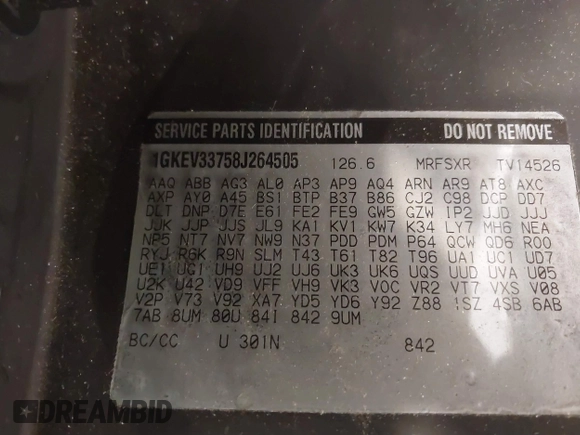 SERVICE PARTS IDENTIFICATION DO NOT REMOVE
1GKEV33758J264505 126.6 MRFSXR TV14526
AAQ ABB AG3 AL0 AP3 AP9 AQ4 ARN AR9 AT8 AXC
AXP AY0 A45 BS1 BTP B37 B86 CJ2 C98 DCP DD7
DLT DNP D7E E61 FE2 FE9 GW5 GZW IP2 JJD JJJ
JJK JJP JJS JL9 KA1 KV1 KW7 K34 LY7 MH6 NEA
NP5 NT7 NV7 NW9 N37 PDD PDM P64 QCW QD6 R00
RYJ R6K R9N SLM T43 T61 T82 T96 UA1 UC1 UD7
UE1 UG1 UH9 UJ2 UJ6 UK3 UK6 UQS UUD UVA U05
U2K U42 VD9 VFF VH9 VK3 VOC VR2 VT7 VXS V08
V2P V73 V92 XA7 YD5 YD6 Y92 Z88 1SZ 4SB 6AB
7AB 8UM 80U 84I 842 9UM
BC/CC U 301N 842
DREAMBID